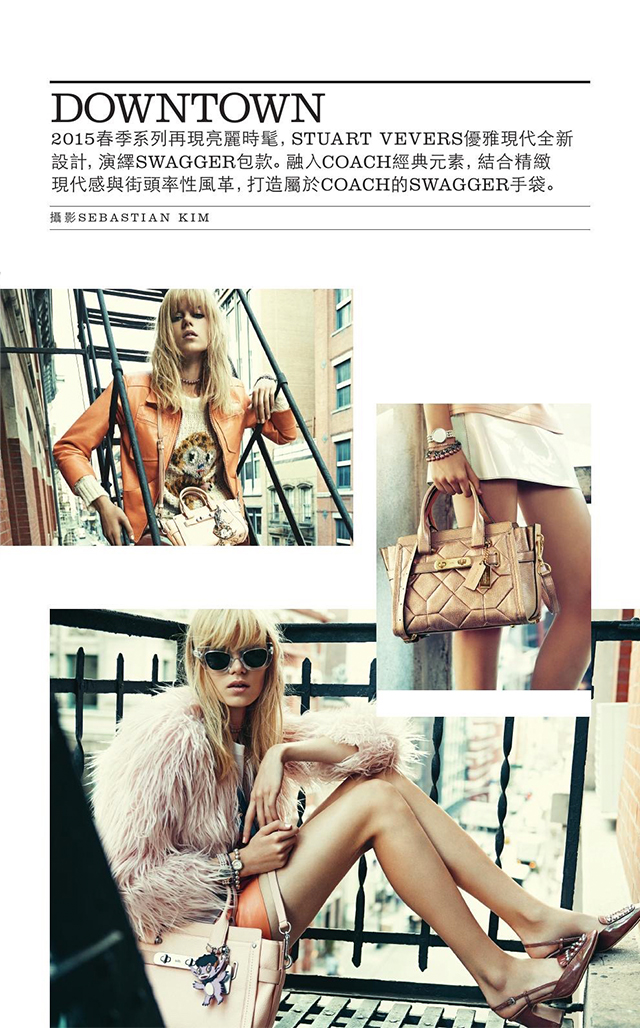 DOWNTOWN
2015春季系列再現亮麗時髦, STUART VEVERS優雅現代全新
設計, 演繹SWAGGER包款。融入COACH經典元素, 結合精緻
現代感與街頭率性風革, 打造屬於COACH的SWAGGER手袋。
攝影SEBASTIAN KIM